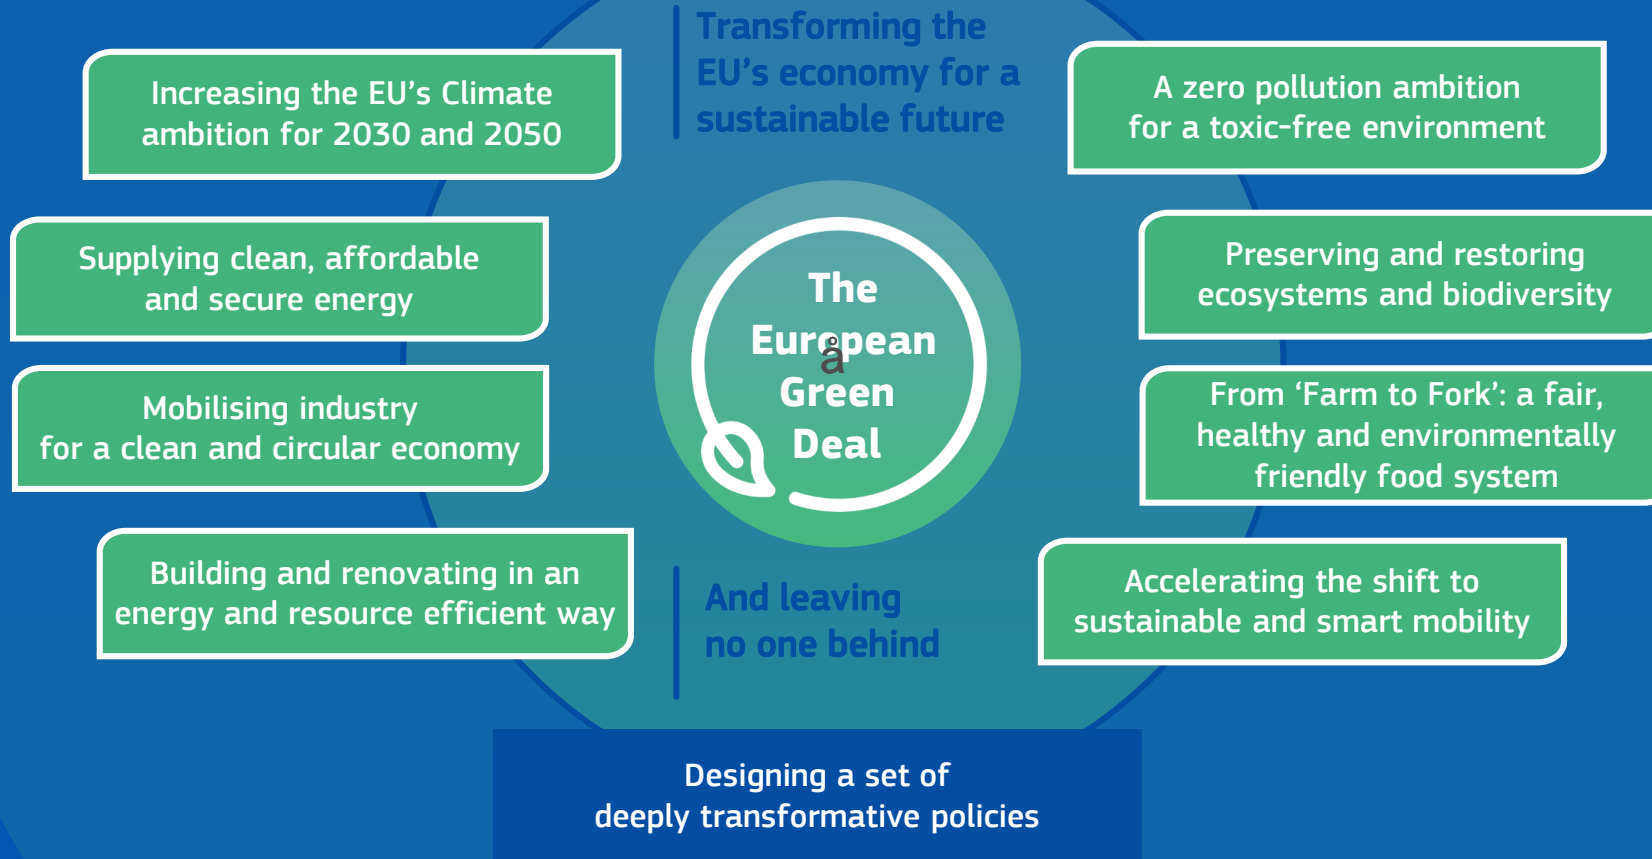 Transforming the
EU's economy for a
sustainable future
Increasing the EU's Climate
ambition for 2030 and 2050
Supplying clean, affordable
and secure energy
Mobilising industry
for a clean and circular economy
Building and renovating in an
energy and resource efficient way
The
European
å
Green
Deal
A zero pollution ambition
for a toxic-free environment
Preserving and restoring
ecosystems and biodiversity
From ‘Farm to Fork’: a fair,
healthy and environmentally
friendly food system
Accelerating the shift to
sustainable and smart mobility
And leaving
no one behind
Designing a set of
deeply transformative policies